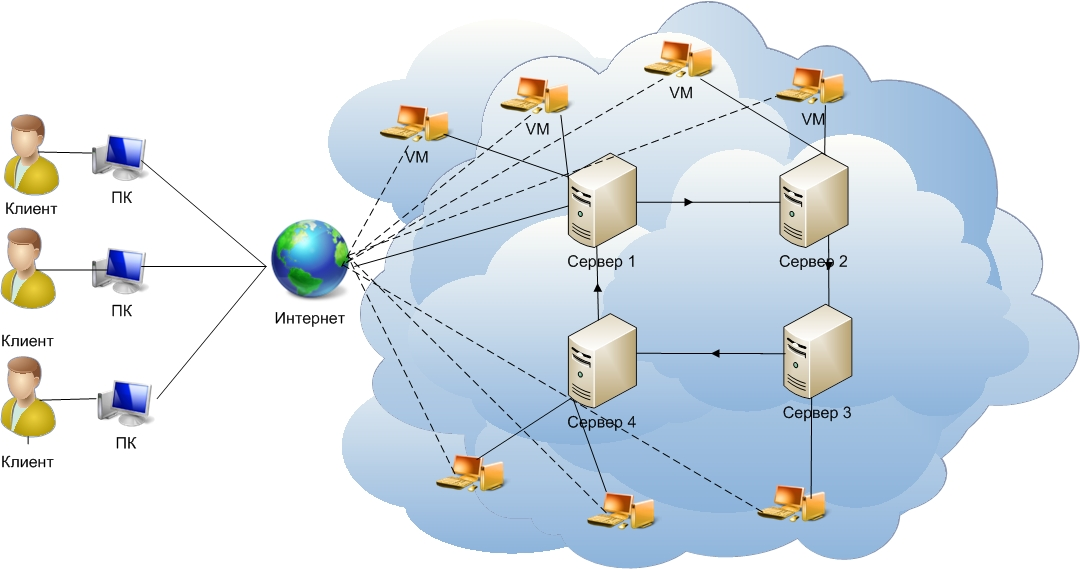 VM
VM
VM
VM
Клиент
ПК
Сервер 1
Сервер 2
Клиент
ПК
Интернет
Сервер 4
Сервер 3
Клиент
ПК